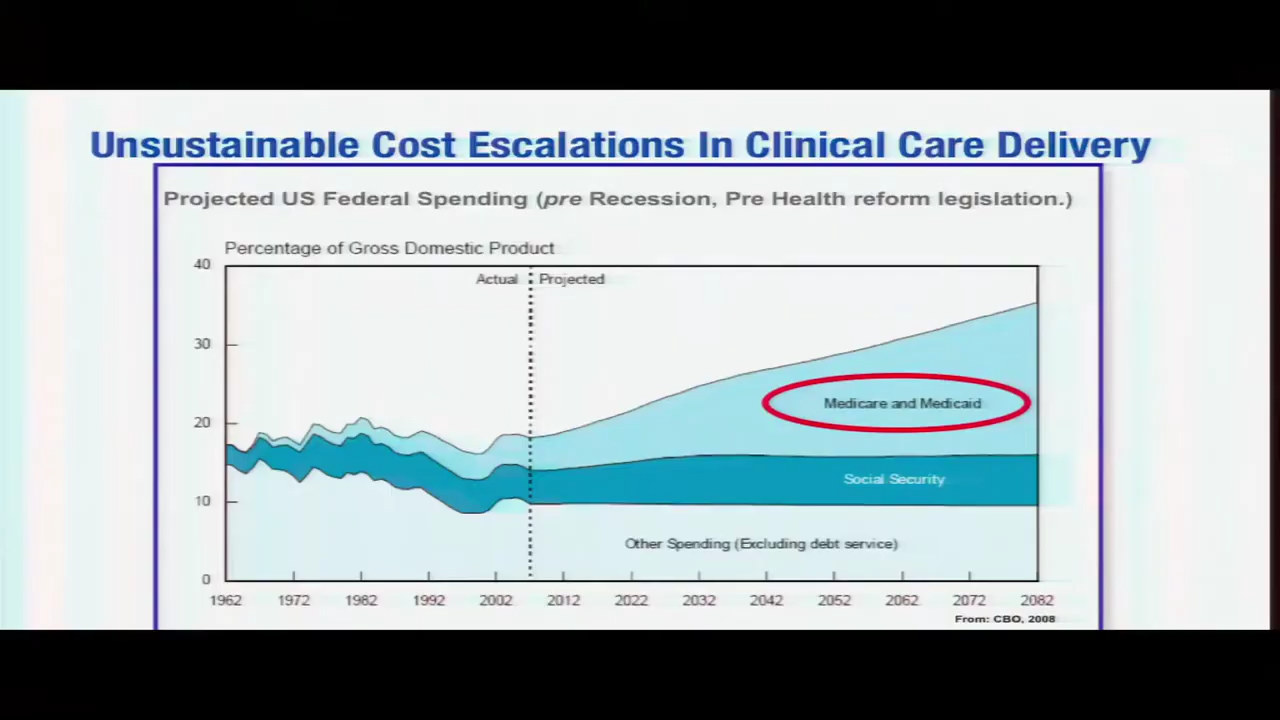 Unsustainable Cost Escalations In Clinical Care Delivery
Projected US Federal Spending (pre Recession, Pre Health reform legislation.)
Percentage of Gross Domestic Product
40
Actual Projected
30
20
Medicare and Medicaid
Social Security
10
Other Spending (Excluding debt service)
0
1962 1972 1982 1992 2002 2012 2022 2032 2042 2052 2062 2072 2082
From: CBO, 2008